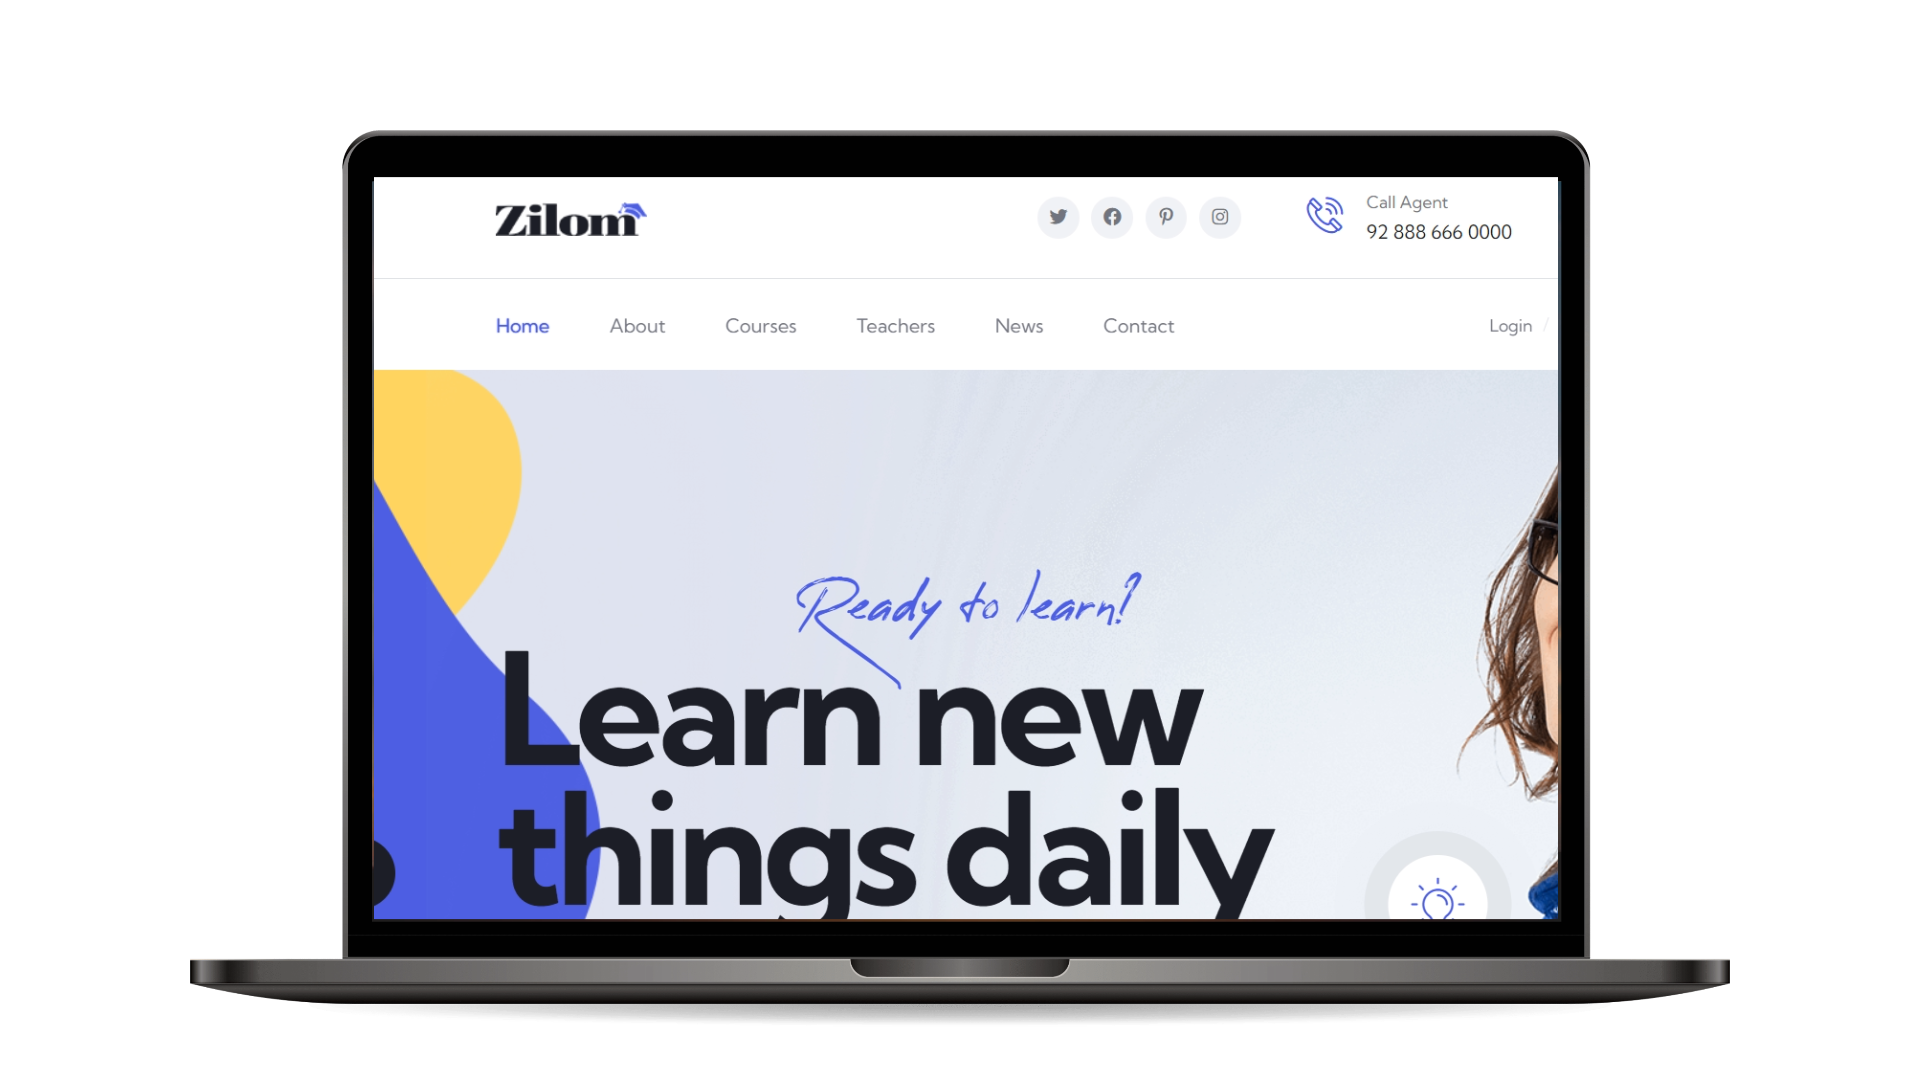 Zilom
Call Agent
92 888 666 0000
Home About Courses Teachers News Contact Login /
Ready to learn?
Learn new
things daily